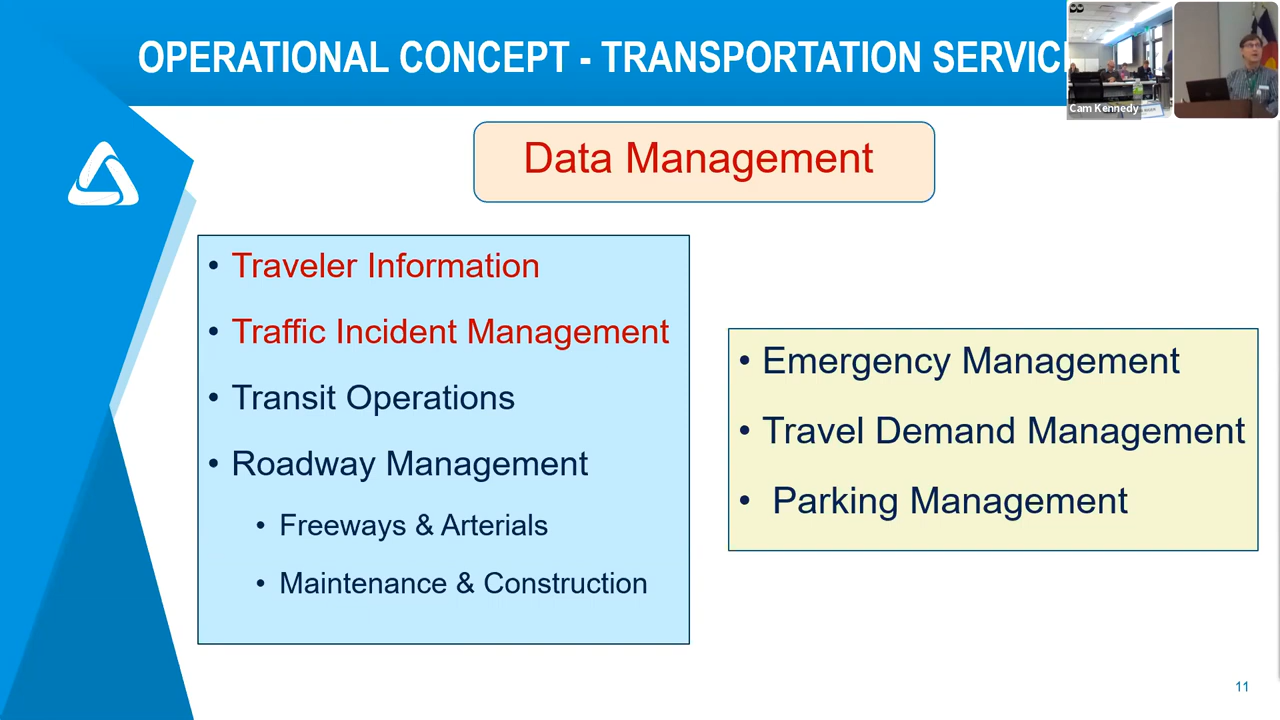 OPERATIONAL CONCEPT - TRANSPORTATION SERVIC
Cam Kennedy
Data Management
• Traveler Information
• Traffic Incident Management
• Transit Operations
• Roadway Management
• Freeways & Arterials
• Maintenance & Construction
• Emergency Management
• Travel Demand Management
• Parking Management
11